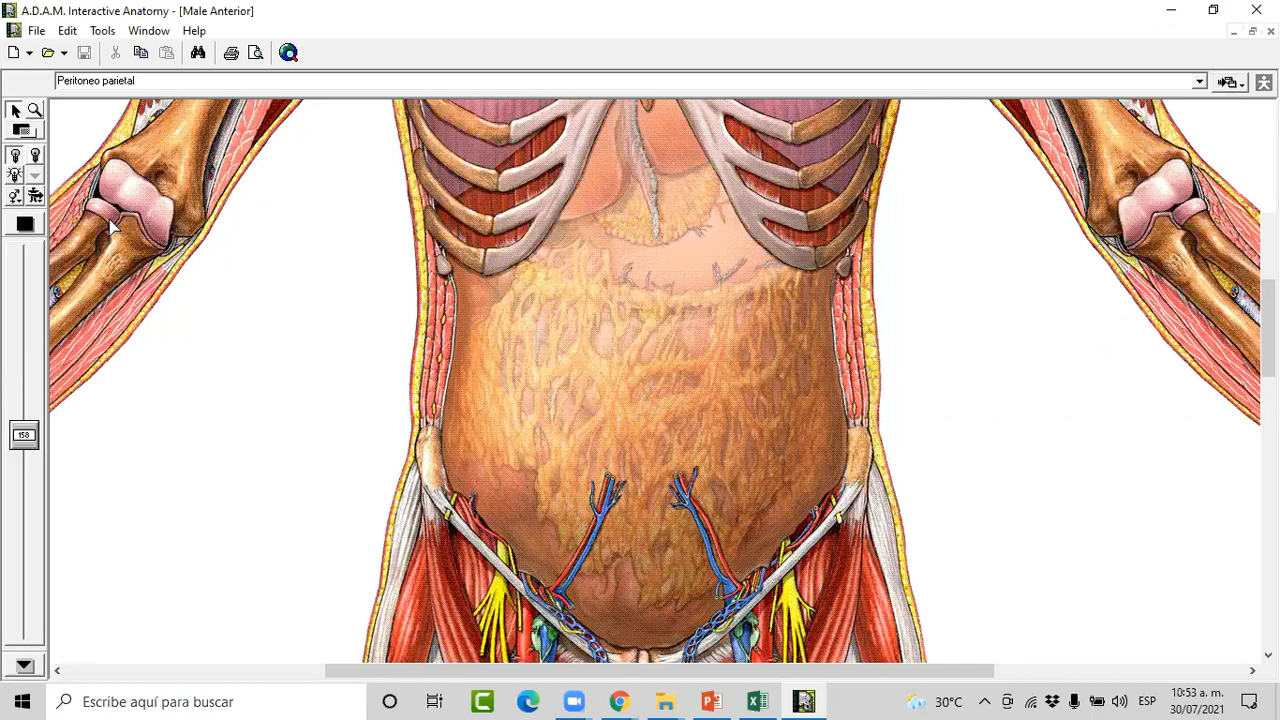 A.D.A.M. Interactive Anatomy - [Male Anterior]
File Edit Tools Window Help
Peritoneo parietal
158
Escribe aquí para buscar
30°C
ESP
10:53 a. m.
30/07/2021